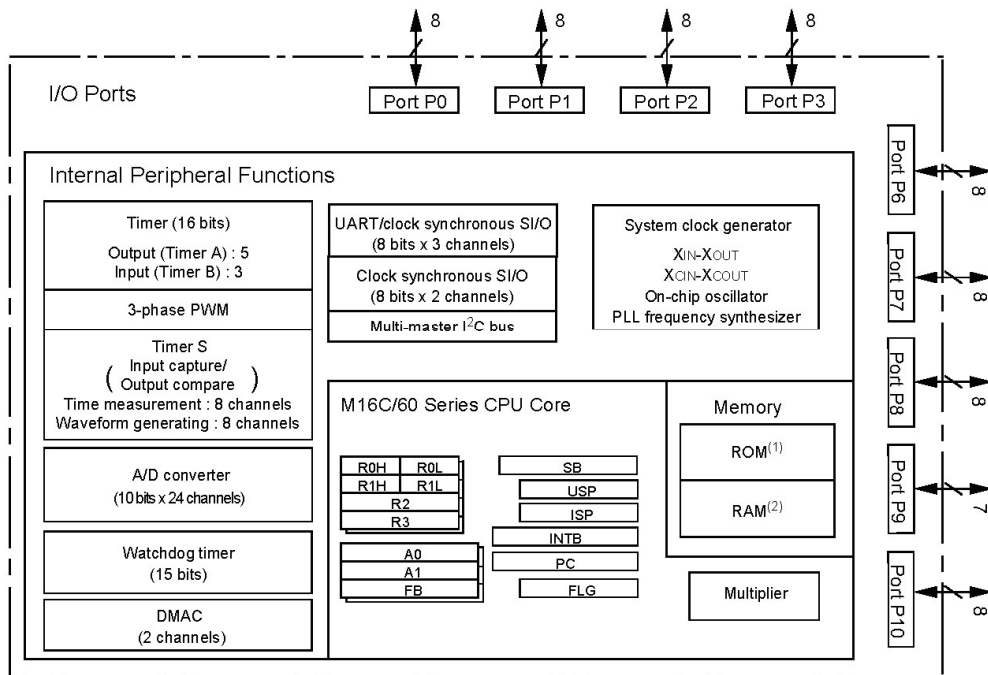 8 8 8 8
I/O Ports
Port P0 Port P1 Port P2 Port P3
Internal Peripheral Functions
Timer (16 bits)
Output (Timer A) : 5
Input (Timer B) : 3
3-phase PWM
Timer S
( Input capture/
Output compare )
Time measurement : 8 channels
Waveform generating : 8 channels
A/D converter
(10 bits x 24 channels)
Watchdog timer
(15 bits)
DMAC
(2 channels)
UART/clock synchronous SI/O
(8 bits x 3 channels)
Clock synchronous SI/O
(8 bits x 2 channels)
Multi-master I²C bus
System clock generator
XIN-XOUT
XCIN-XCOUT
On-chip oscillator
PLL frequency synthesizer
M16C/60 Series CPU Core
R0H R0L
R1H R1L
R2
R3
A0
A1
FB
SB
USP
ISP
INTB
PC
FLG
Memory
ROM(1)
RAM(2)
Multiplier
Port P6
8
Port P7
8
Port P8
8
Port P9
7
Port P10
8